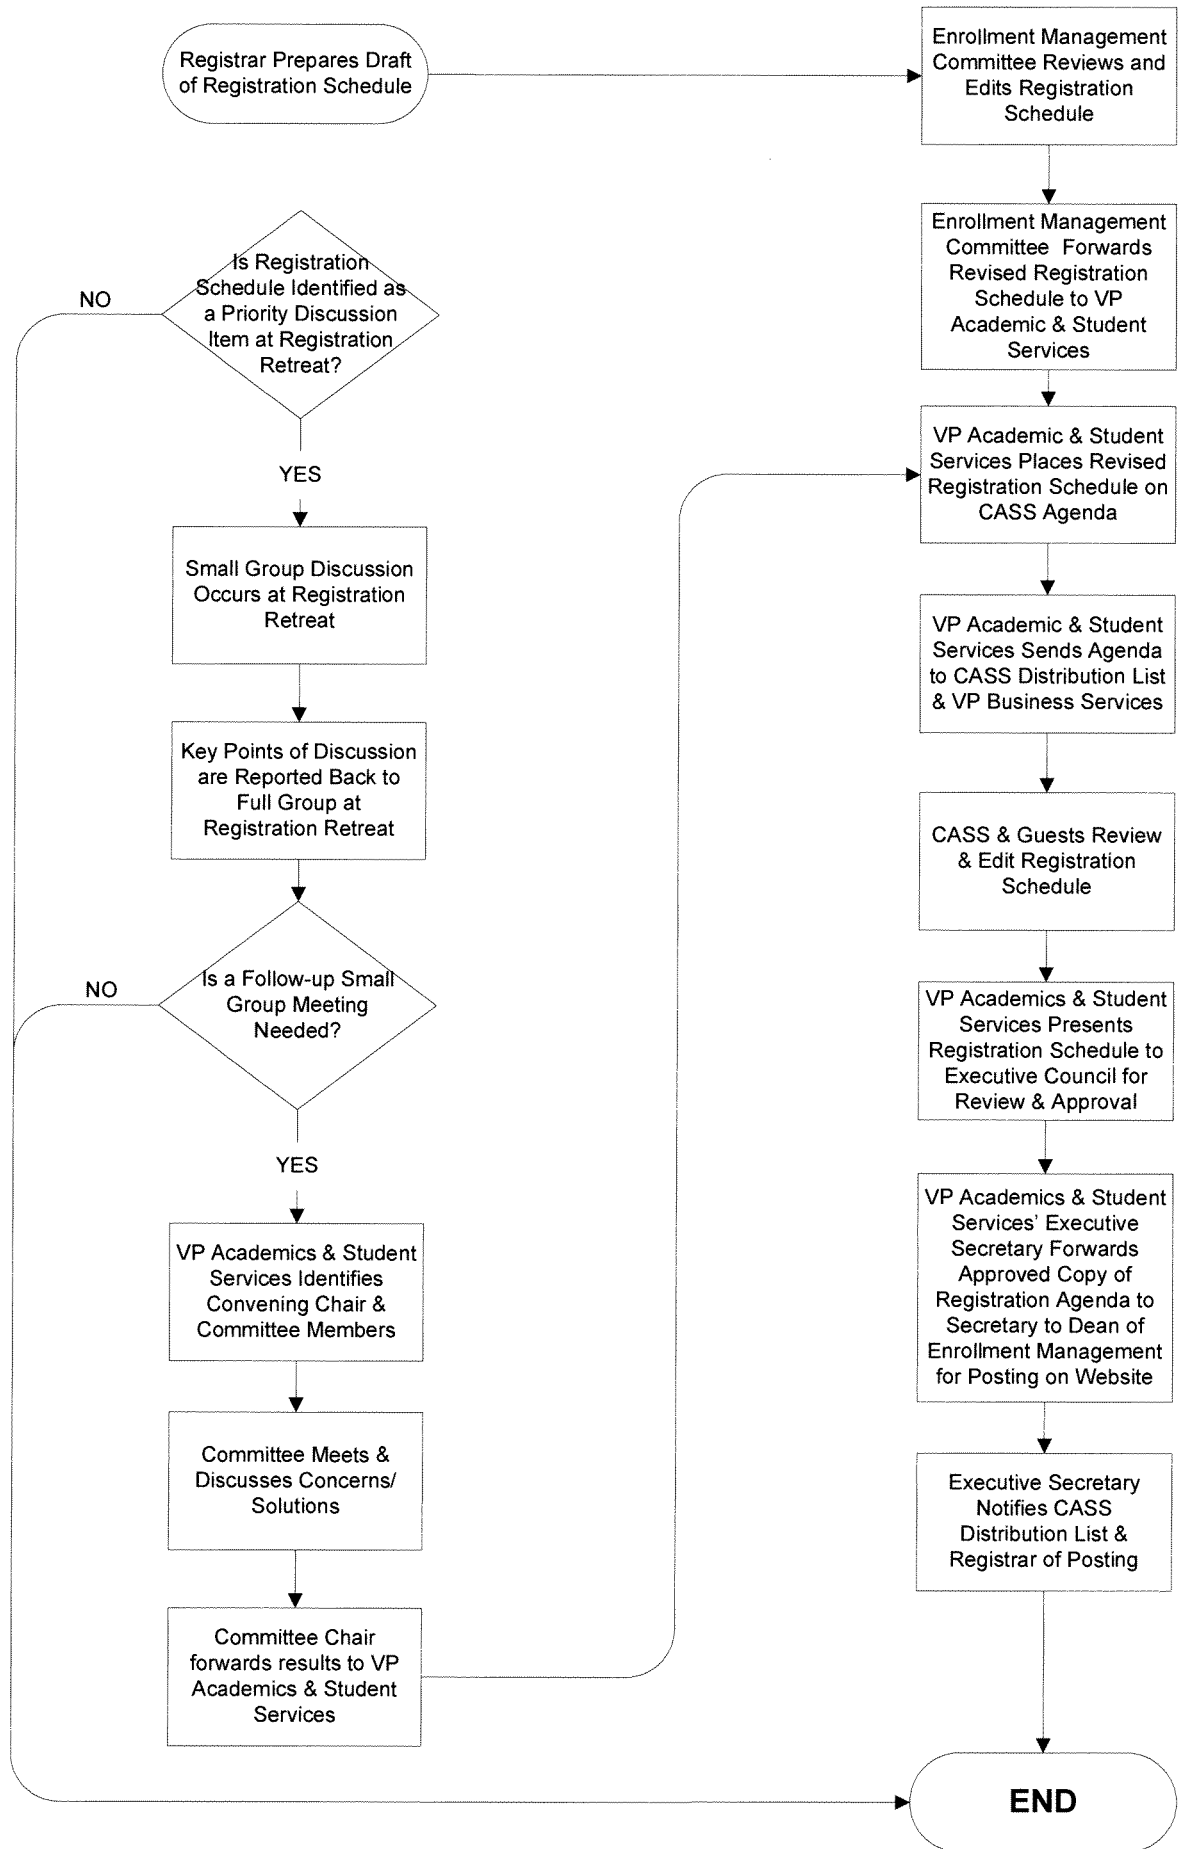 Registrar Prepares Draft
of Registration Schedule
Enrollment Management
Committee Reviews and
Edits Registration
Schedule
Enrollment Management
Committee Forwards
Revised Registration
Schedule to VP
Academic & Student
Services
Is Registration
Schedule Identified as
a Priority Discussion
Item at Registration
Retreat?
NO
YES
VP Academic & Student
Services Places Revised
Registration Schedule on
CASS Agenda
Small Group Discussion
Occurs at Registration
Retreat
VP Academic & Student
Services Sends Agenda
to CASS Distribution List
& VP Business Services
Key Points of Discussion
are Reported Back to
Full Group at
Registration Retreat
CASS & Guests Review
& Edit Registration
Schedule
Is a Follow-up Small
Group Meeting
Needed?
NO
YES
VP Academics & Student
Services Presents
Registration Schedule to
Executive Council for
Review & Approval
VP Academics & Student
Services Identifies
Convening Chair &
Committee Members
VP Academics & Student
Services' Executive
Secretary Forwards
Approved Copy of
Registration Agenda to
Secretary to Dean of
Enrollment Management
for Posting on Website
Committee Meets &
Discusses Concerns/
Solutions
Executive Secretary
Notifies CASS
Distribution List &
Registrar of Posting
Committee Chair
forwards results to VP
Academics & Student
Services
END